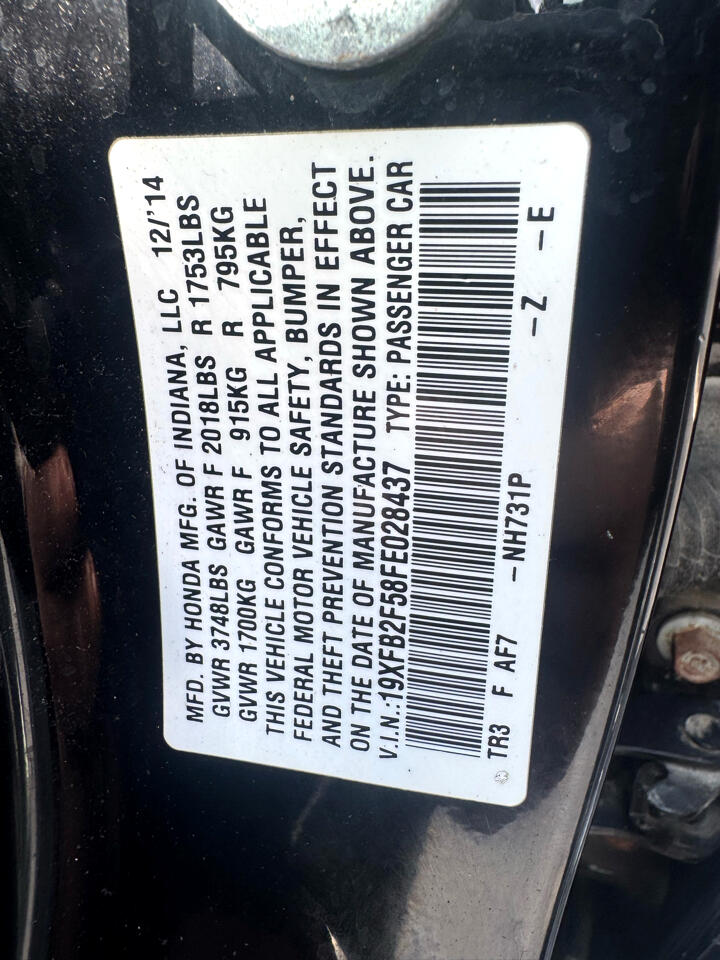 MFD. BY HONDA MFG. OF INDIANA, LLC 12/'14
GVWR 3748LBS GAWR F 2018LBS R 1753LBS
GVWR 1700KG GAWR F 915KG R 795KG
THIS VEHICLE CONFORMS TO ALL APPLICABLE
FEDERAL MOTOR VEHICLE SAFETY, BUMPER,
AND THEFT PREVENTION STANDARDS IN EFFECT
ON THE DATE OF MANUFACTURE SHOWN ABOVE.
V.I.N.:19XFB2F58FE028437 TYPE: PASSENGER CAR
TR3 F AF7 – NH731P – Z – E